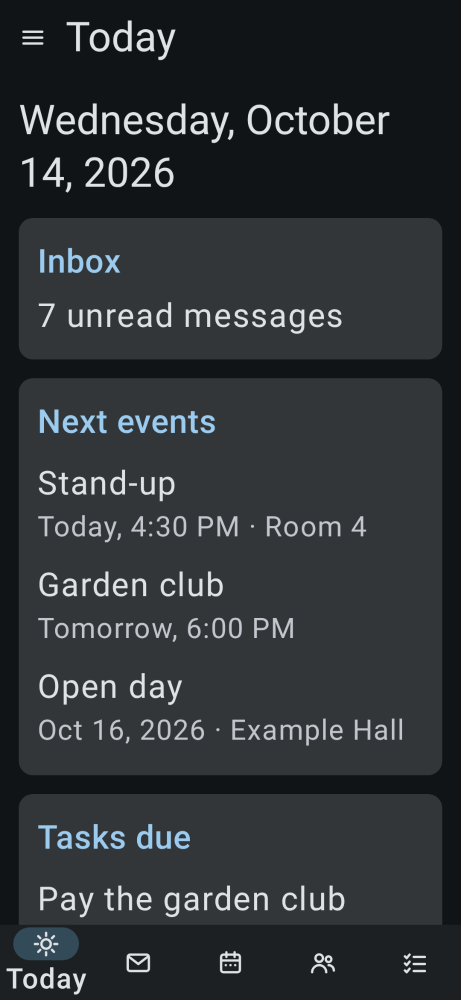 Today
Wednesday, October
14, 2026
Inbox
7 unread messages
Next events
Stand-up
Today, 4:30 PM · Room 4
Garden club
Tomorrow, 6:00 PM
Open day
Oct 16, 2026 · Example Hall
Tasks due
Pay the garden club
Today